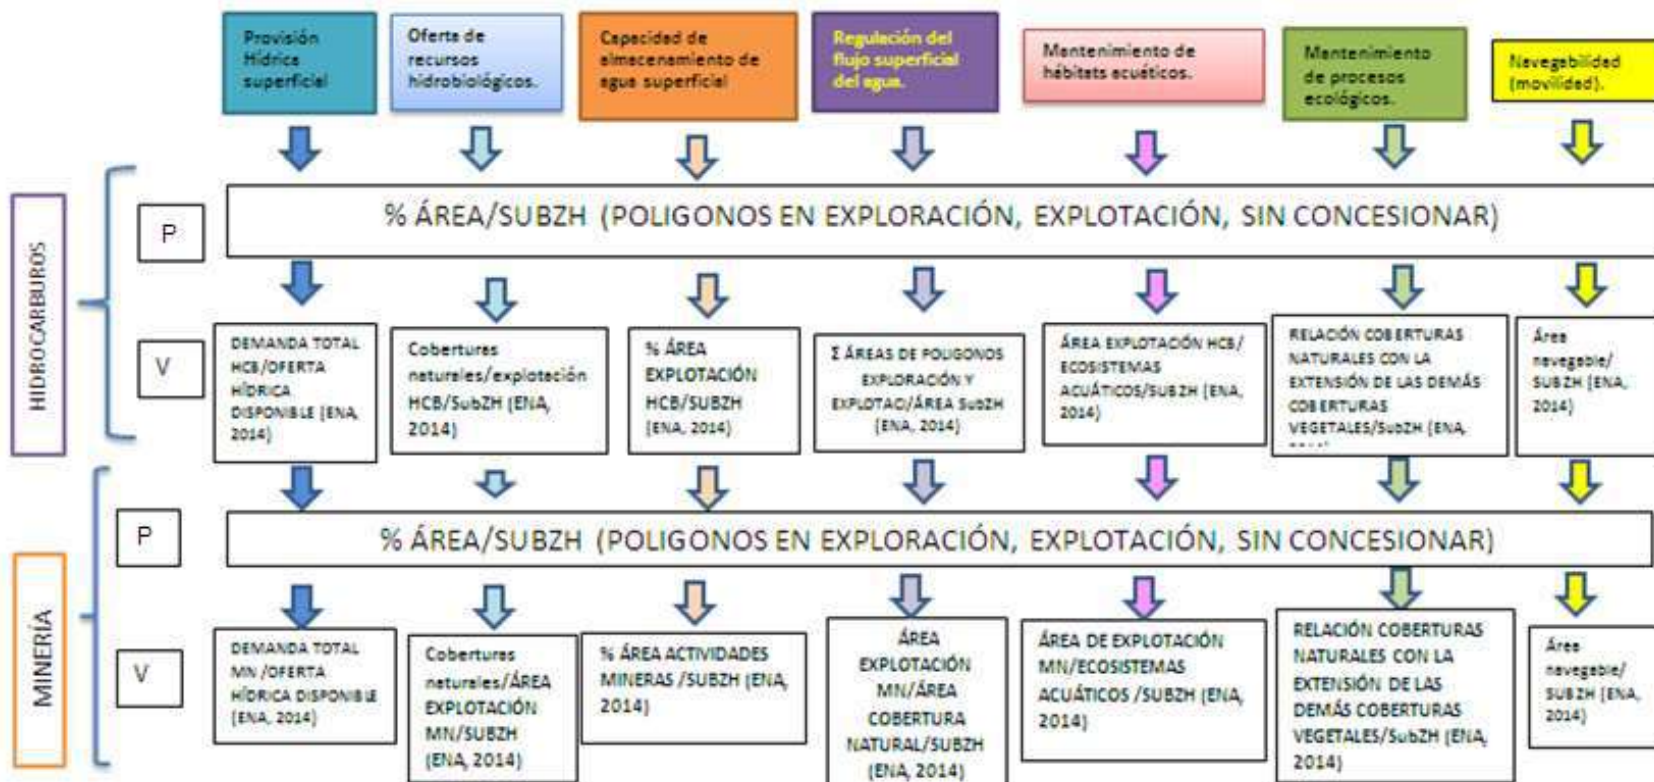 Provisión
Hídrica
superficial
Oferta de
recursos
hidrobiológicos.
Capacidad de
almacenamiento de
agua superficial
Regulación del
flujo superficial
del agua.
Mantenimiento de
hábitats acuáticos.
Mantenimiento
de procesos
ecológicos.
Navegabilidad
(movilidad).
HIDROCARBUROS
P
% ÁREA/SUBZH (POLIGONOS EN EXPLORACIÓN, EXPLOTACIÓN, SIN CONCESIONAR)
V
DEMANDA TOTAL
HCB/OFERTA
HÍDRICA
DISPONIBLE (ENA,
2014)
Coberturas
naturales/explotación
HCB/SubZH (ENA,
2014)
% ÁREA
EXPLOTACIÓN
HCB/SUBZH
(ENA, 2014)
Σ ÁREAS DE POLIGONOS
EXPLORACIÓN Y
EXPLOTACI/ÁREA SubZH
(ENA, 2014)
ÁREA EXPLOTACIÓN HCB/
ECOSISTEMAS
ACUÁTICOS/SUBZH (ENA,
2014)
RELACIÓN COBERTURAS
NATURALES CON LA
EXTENSIÓN DE LAS DEMÁS
COBERTURAS
VEGETALES/SubZH (ENA,
Área
navegable/
SUBZH (ENA,
2014)
MINERÍA
P
% ÁREA/SUBZH (POLIGONOS EN EXPLORACIÓN, EXPLOTACIÓN, SIN CONCESIONAR)
V
DEMANDA TOTAL
MN /OFERTA
HÍDRICA DISPONIBLE
(ENA, 2014)
Coberturas
naturales/ÁREA
EXPLOTACIÓN
MN/SUBZH
(ENA, 2014)
% ÁREA ACTIVIDADES
MINERAS /SUBZH (ENA,
2014)
ÁREA
EXPLOTACIÓN
MN/ÁREA
COBERTURA
NATURAL/SUBZH
(ENA, 2014)
ÁREA DE EXPLOTACIÓN
MN/ECOSISTEMAS
ACUÁTICOS /SUBZH (ENA,
2014)
RELACIÓN COBERTURAS
NATURALES CON LA
EXTENSIÓN DE LAS
DEMÁS COBERTURAS
VEGETALES/SubZH (ENA,
2014)
Área
navegable/
SUBZH (ENA,
2014)